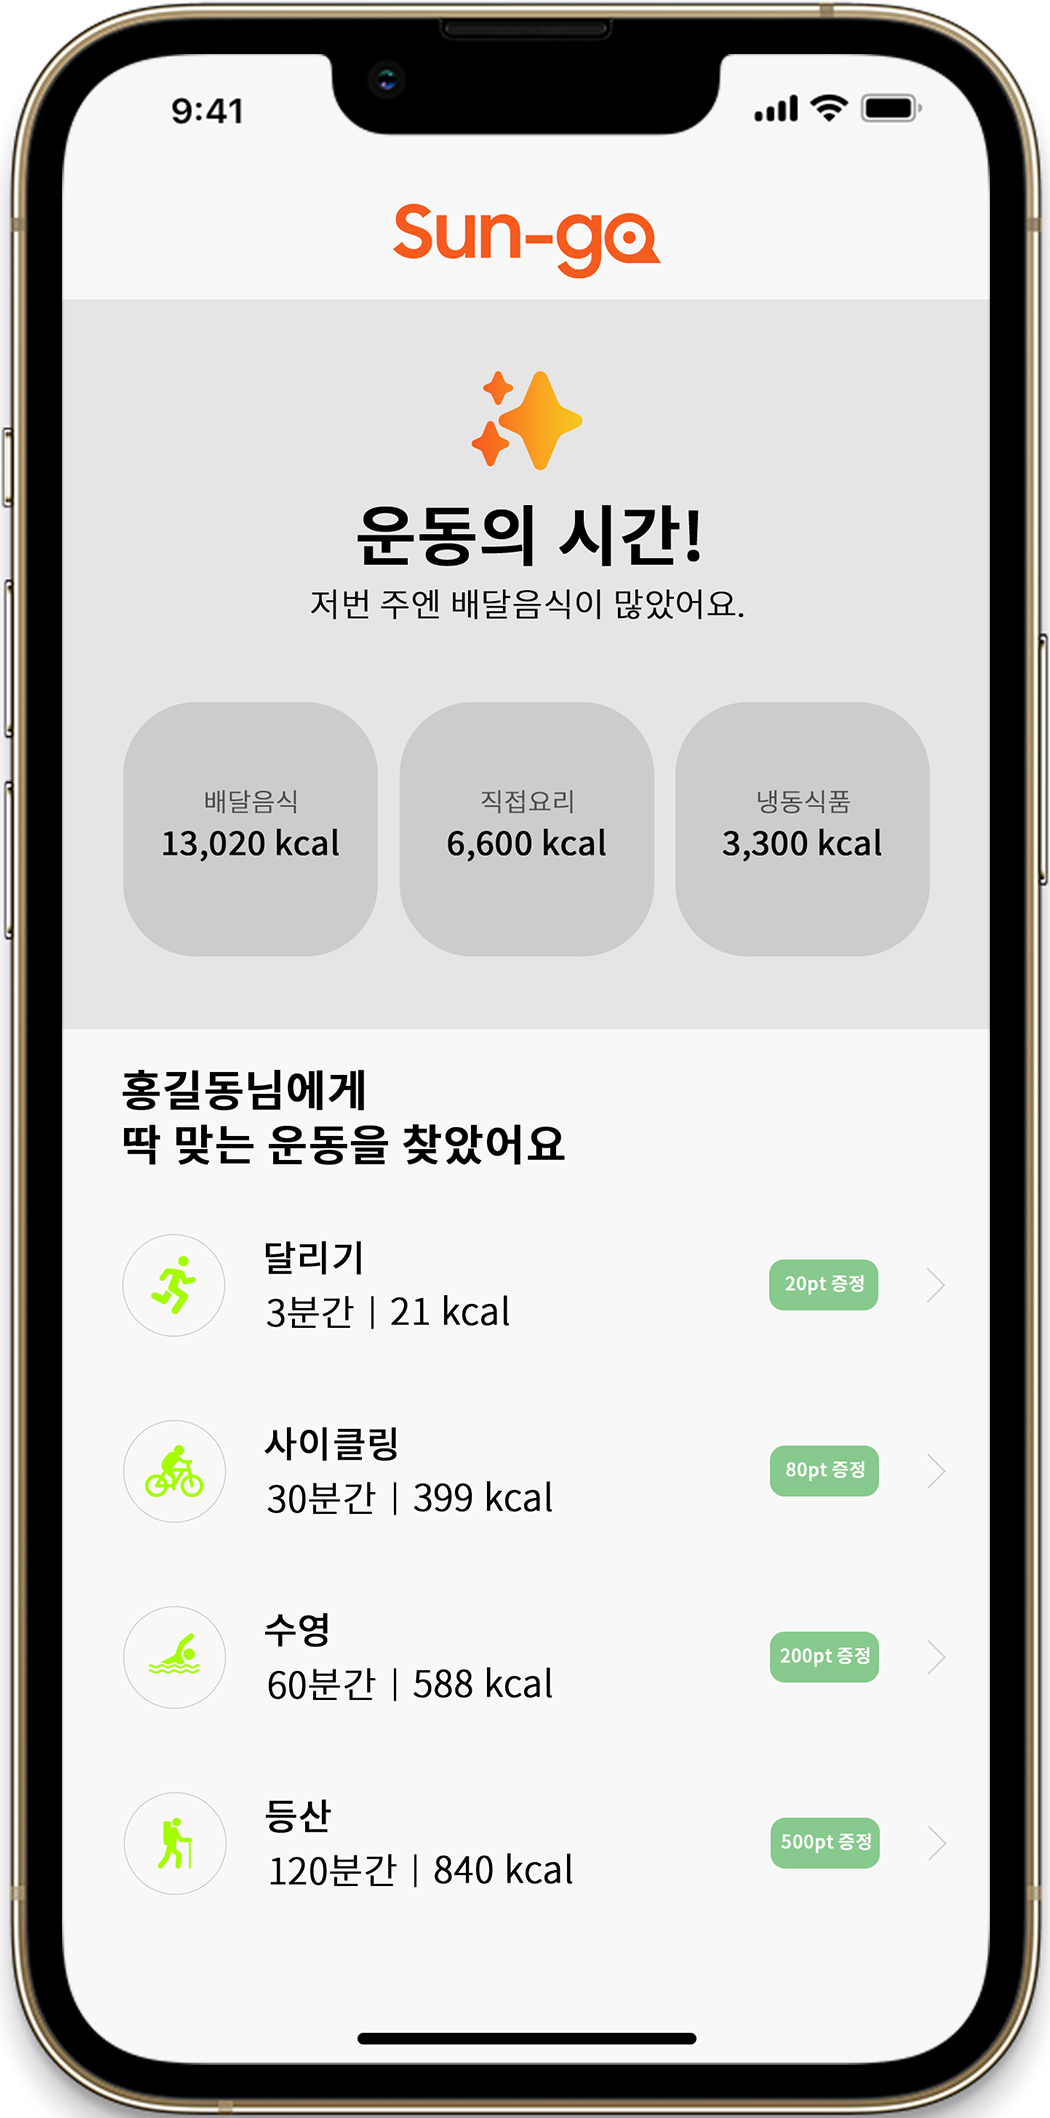 9:41
Sun-go
운동의 시간!
저번 주엔 배달음식이 많았어요.
배달음식
13,020 kcal
직접요리
6,600 kcal
냉동식품
3,300 kcal
홍길동님에게
딱 맞는 운동을 찾았어요
달리기
3분간 | 21 kcal
20pt 증정
사이클링
30분간 | 399 kcal
80pt 증정
수영
60분간 | 588 kcal
200pt 증정
등산
120분간 | 840 kcal
500pt 증정